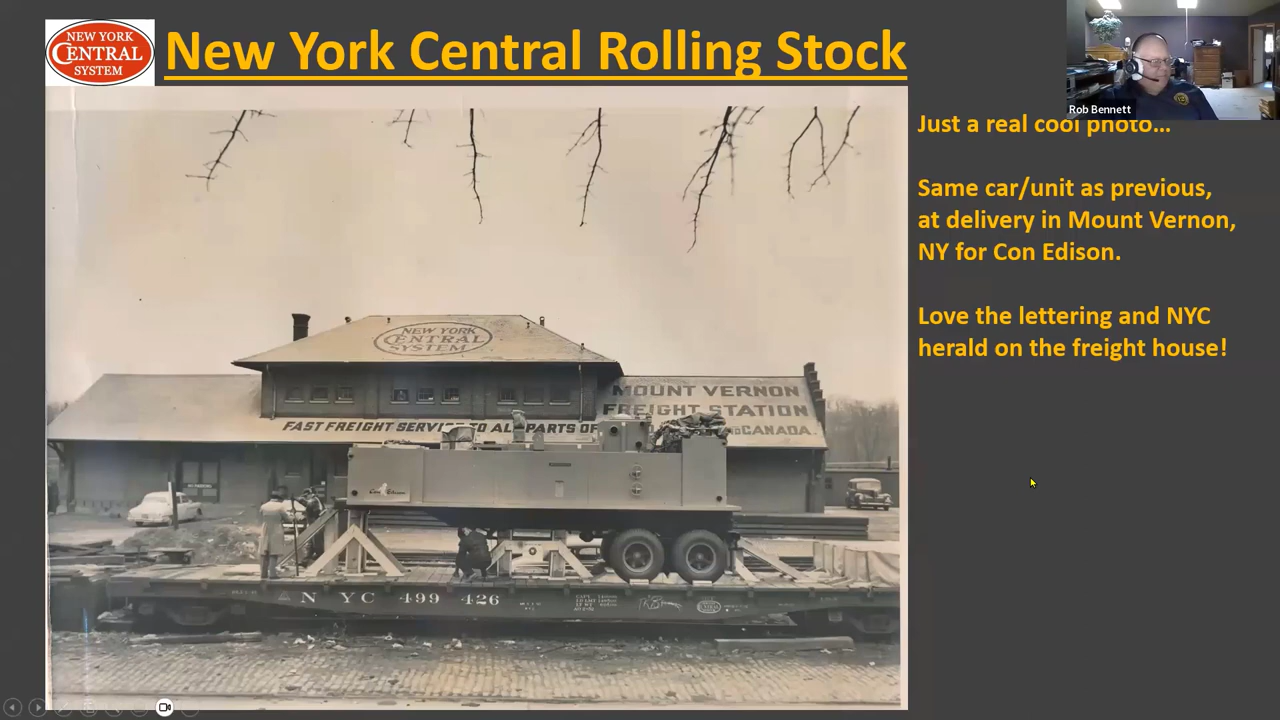 NEW YORK
CENTRAL
SYSTEM
New York Central Rolling Stock
Rob Bennett
Just a real cool photo...
Same car/unit as previous,
at delivery in Mount Vernon,
NY for Con Edison.
Love the lettering and NYC
herald on the freight house!
NEW YORK
CENTRAL
SYSTEM
MOUNT VERNON
FREIGHT STATION
FAST FREIGHT SERVICE TO ALL PARTS OF
CANADA.
Con Edison
N Y C 499 426